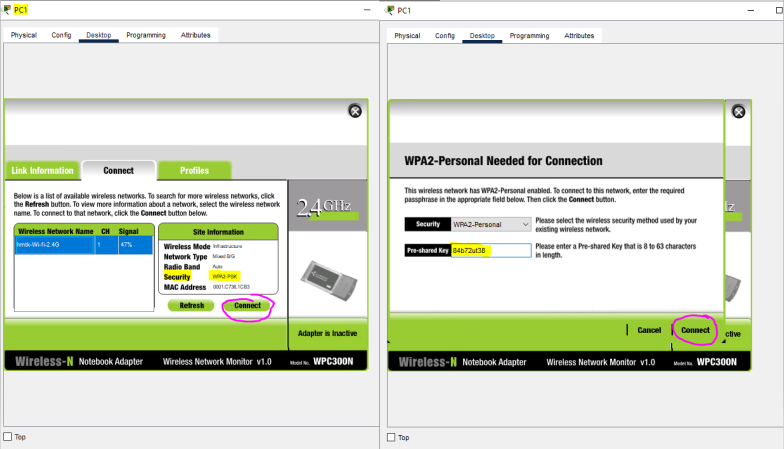 PC1
Physical Config Desktop Programming Attributes
Link Information Connect Profiles
Below is a list of available wireless networks. To search for more wireless networks, click
the Refresh button. To view more information about a network, select the wireless network
name. To connect to that network, click the Connect button below.
Wireless Network Name CH Signal
hmtk-Wi-fi-2.4G 1 47%
Site Information
Wireless Mode Infrastructure
Network Type Mixed B/G
Radio Band Auto
Security WPA2-PSK
MAC Address 0001.C736.1CB3
Refresh Connect
2.4GHz
Adapter is Inactive
Wireless-N Notebook Adapter Wireless Network Monitor v1.0 Model No. WPC300N
Top
PC1
Physical Config Desktop Programming Attributes
WPA2-Personal Needed for Connection
This wireless network has WPA2-Personal enabled. To connect to this network, enter the required
passphrase in the appropriate field below. Then click the Connect button.
Security WPA2-Personal Please select the wireless security method used by your
existing wireless network.
Pre-shared Key 84b72ut38 Please enter a Pre-shared Key that is 8 to 63 characters
in length.
Hz
Cancel Connect
ctive
Wireless-N Notebook Adapter Wireless Network Monitor v1.0 Model No. WPC300N
Top